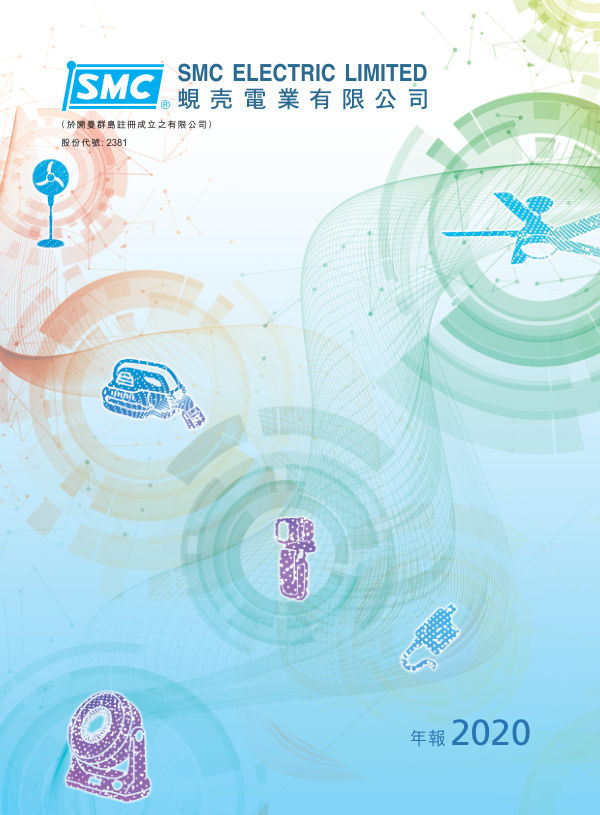 SMC ®
SMC ELECTRIC LIMITED
蜆壳電業有限公司
(於開曼群島註冊成立之有限公司)
股份代號: 2381
年報 2020